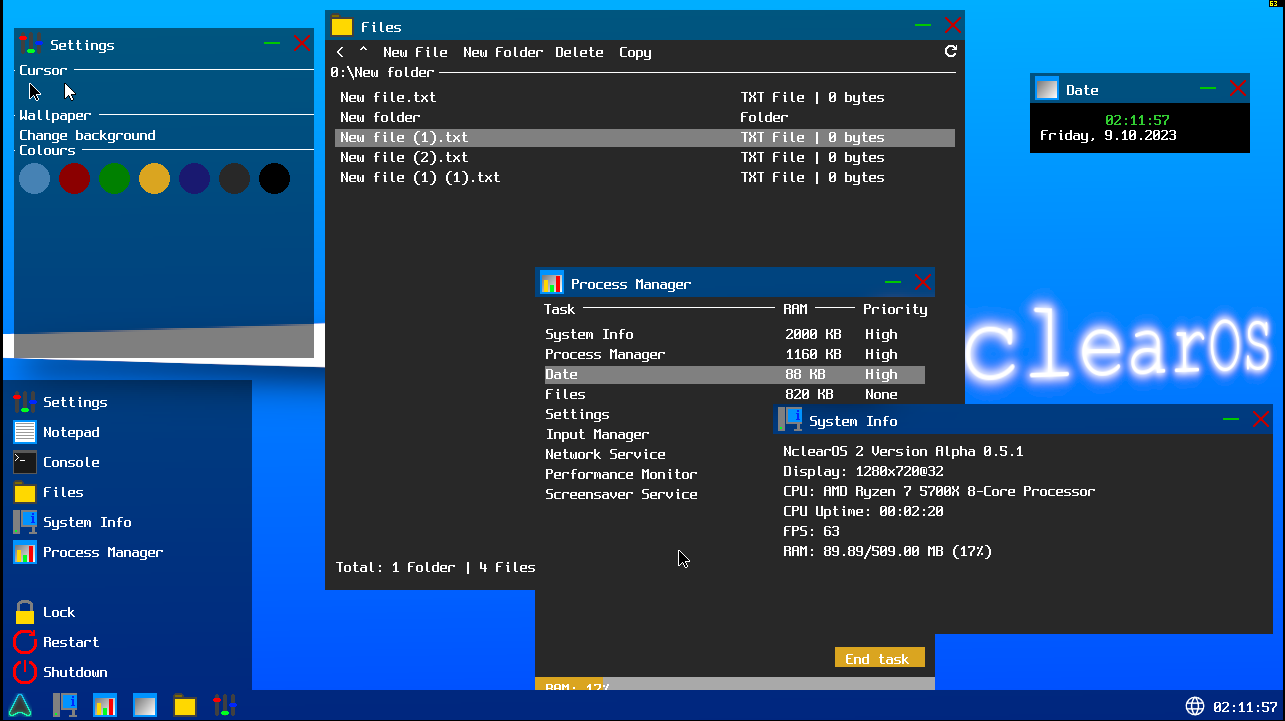 63
Settings
Cursor
Wallpaper
Change background
Colours
Files
< ^ New File New Folder Delete Copy
0:\New folder
New file.txt TXT File | 0 bytes
New folder Folder
New file (1).txt TXT File | 0 bytes
New file (2).txt TXT File | 0 bytes
New file (1) (1).txt TXT File | 0 bytes
Total: 1 Folder | 4 Files
Date
02:11:57
Friday, 9.10.2023
Process Manager
Task RAM Priority
System Info 2000 KB High
Process Manager 1160 KB High
Date 88 KB High
Files 820 KB None
Settings
Input Manager
Network Service
Performance Monitor
Screensaver Service
End task
RAM: 17%
clearOS
System Info
NclearOS 2 Version Alpha 0.5.1
Display: 1280x720@32
CPU: AMD Ryzen 7 5700X 8-Core Processor
CPU Uptime: 00:02:20
FPS: 63
RAM: 89.89/509.00 MB (17%)
Settings
Notepad
Console
Files
System Info
Process Manager
Lock
Restart
Shutdown
02:11:57